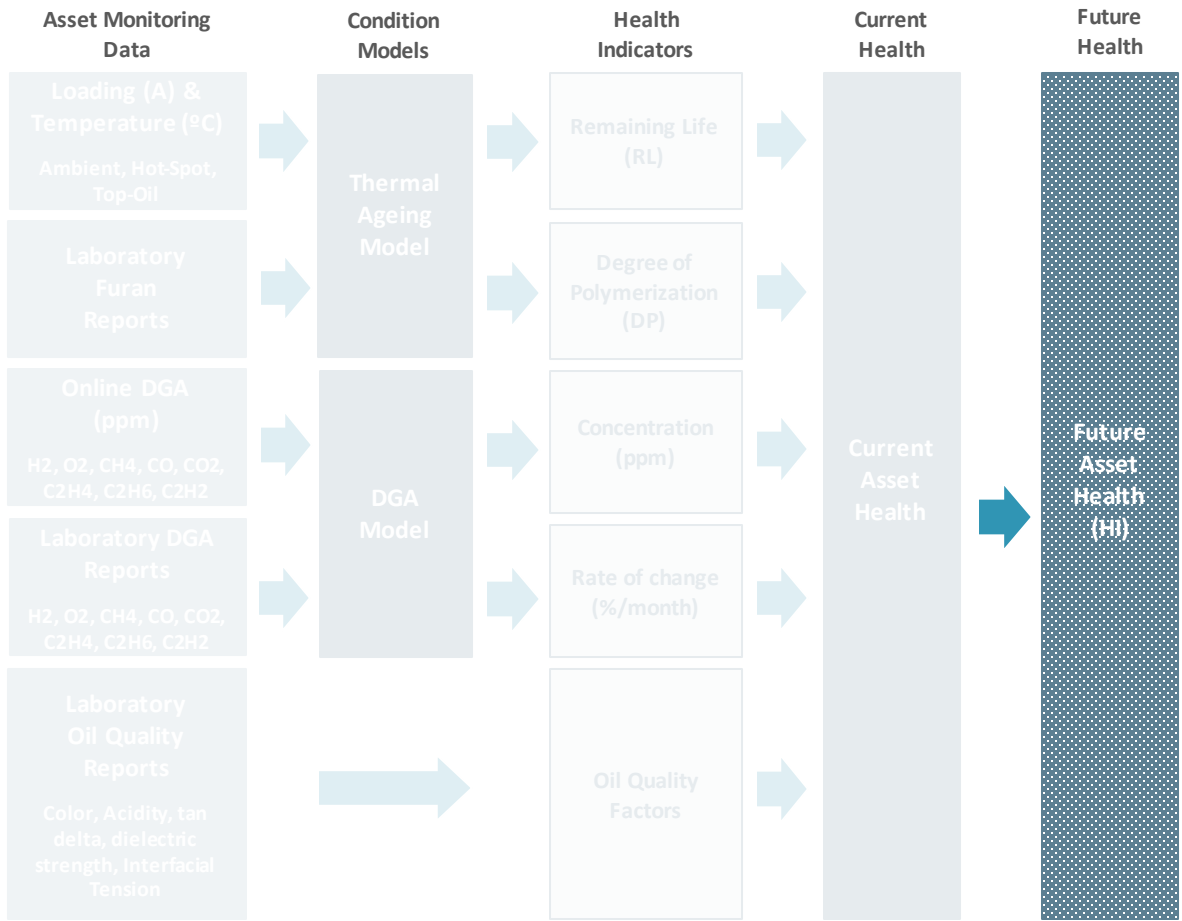 Asset Monitoring
Data
Condition
Models
Health
Indicators
Current
Health
Future
Health
Loading (A) &
Temperature (ºC)
Ambient, Hot-Spot,
Top-Oil
Laboratory
Furan
Reports
Online DGA
(ppm)
H2, O2, CH4, CO, CO2,
C2H4, C2H6, C2H2
Laboratory DGA
Reports
H2, O2, CH4, CO, CO2,
C2H4, C2H6, C2H2
Laboratory
Oil Quality
Reports
Color, Acidity, tan
delta, dielectric
strength, Interfacial
Tension
Thermal
Ageing
Model
DGA
Model
Remaining Life
(RL)
Degree of
Polymerization
(DP)
Concentration
(ppm)
Rate of change
(%/month)
Oil Quality
Factors
Current
Asset
Health
Future
Asset
Health
(HI)